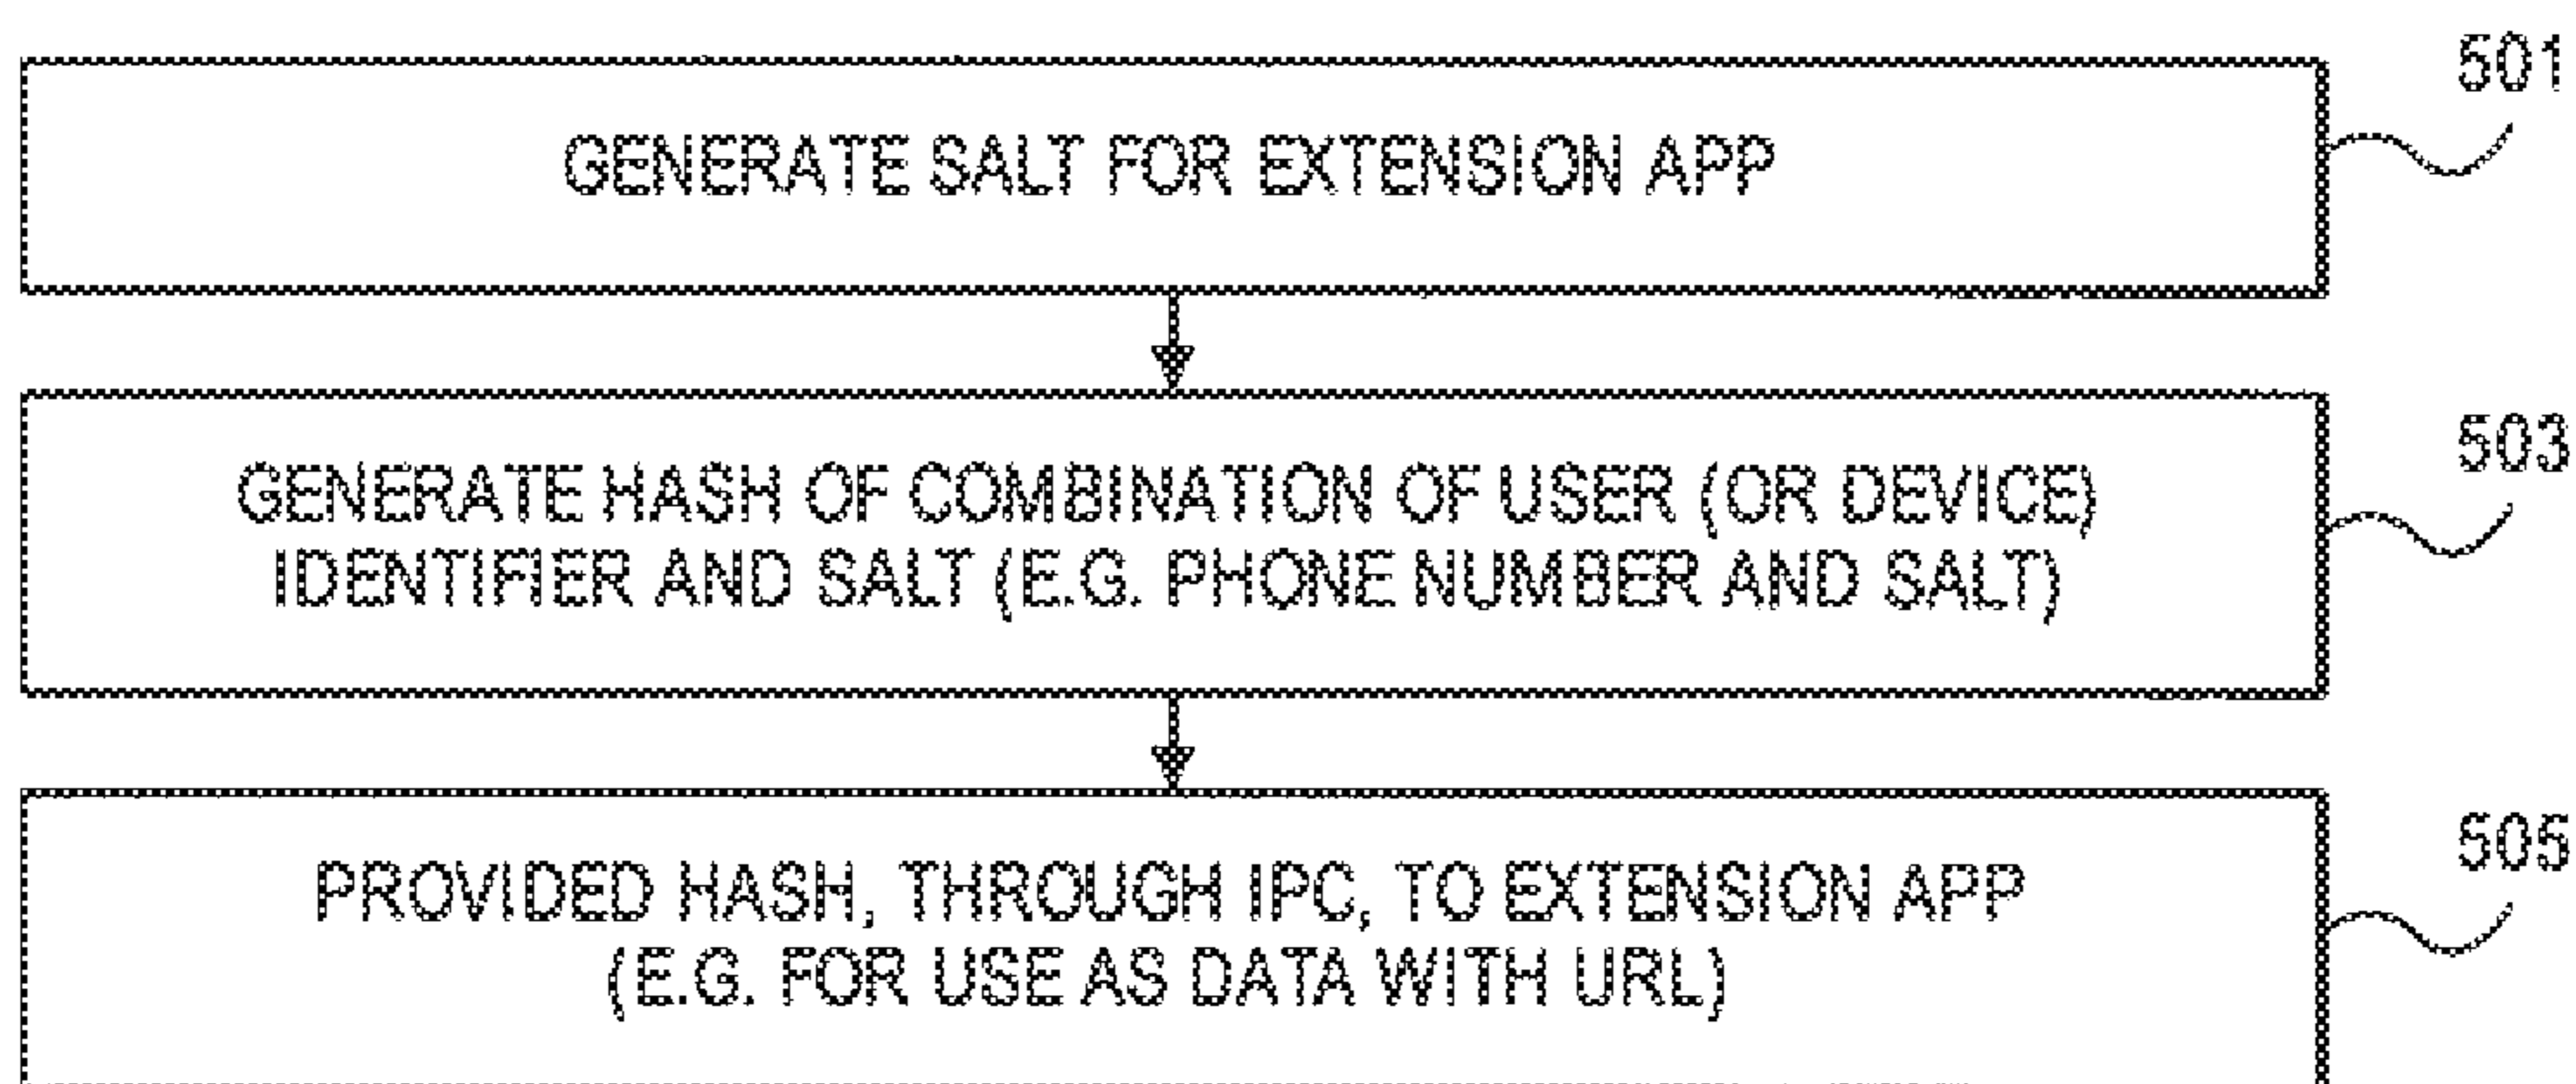 501
GENERATE SALT FOR EXTENSION APP
503
GENERATE HASH OF COMBINATION OF USER (OR DEVICE)
IDENTIFIER AND SALT (E.G. PHONE NUMBER AND SALT)
505
PROVIDED HASH, THROUGH IPC, TO EXTENSION APP
(E.G. FOR USE AS DATA WITH URL)